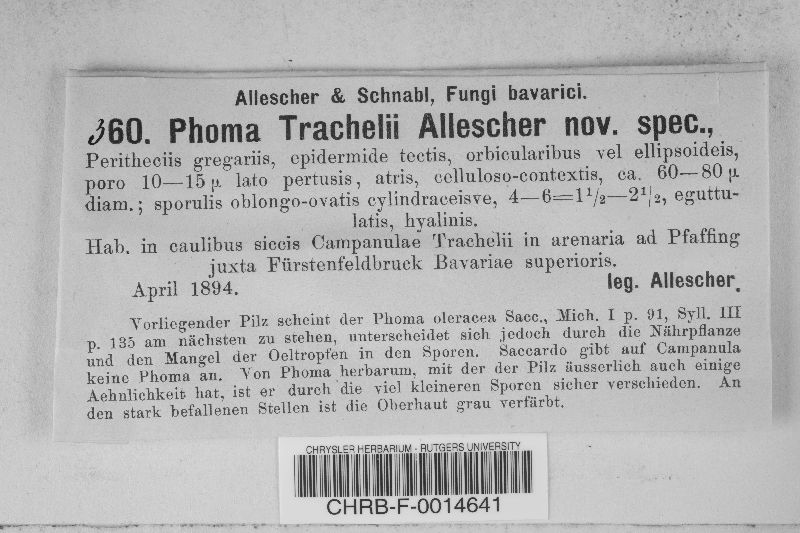 Allescher & Schnabl, Fungi bavarici.
360. Phoma Trachelii Allescher nov. spec.,
Peritheciis gregariis, epidermide tectis, orbicularibus vel ellipsoideis,
poro 10—15 µ lato pertusis, atris, celluloso-contextis, ca. 60—80 µ
diam.; sporulis oblongo-ovatis cylindraceisve, 4—6=1½—2½, eguttu-
latis, hyalinis.
Hab. in caulibus siccis Campanulae Trachelii in arenaria ad Pfaffing
juxta Fürstenfeldbruck Bavariae superioris.
April 1894. leg. Allescher.
Vorliegender Pilz scheint der Phoma oleracea Sacc., Mich. I p. 91, Syll. III
p. 135 am nächsten zu stehen, unterscheidet sich jedoch durch die Nährpflanze
und den Mangel der Oeltropfen in den Sporen. Saccardo gibt auf Campanula
keine Phoma an. Von Phoma herbarum, mit der der Pilz äusserlich auch einige
Aehnlichkeit hat, ist er durch die viel kleineren Sporen sicher verschieden. An
den stark befallenen Stellen ist die Oberhaut grau verfärbt.
CHRYSLER HERBARIUM - RUTGERS UNIVERSITY
CHRB-F-0014641